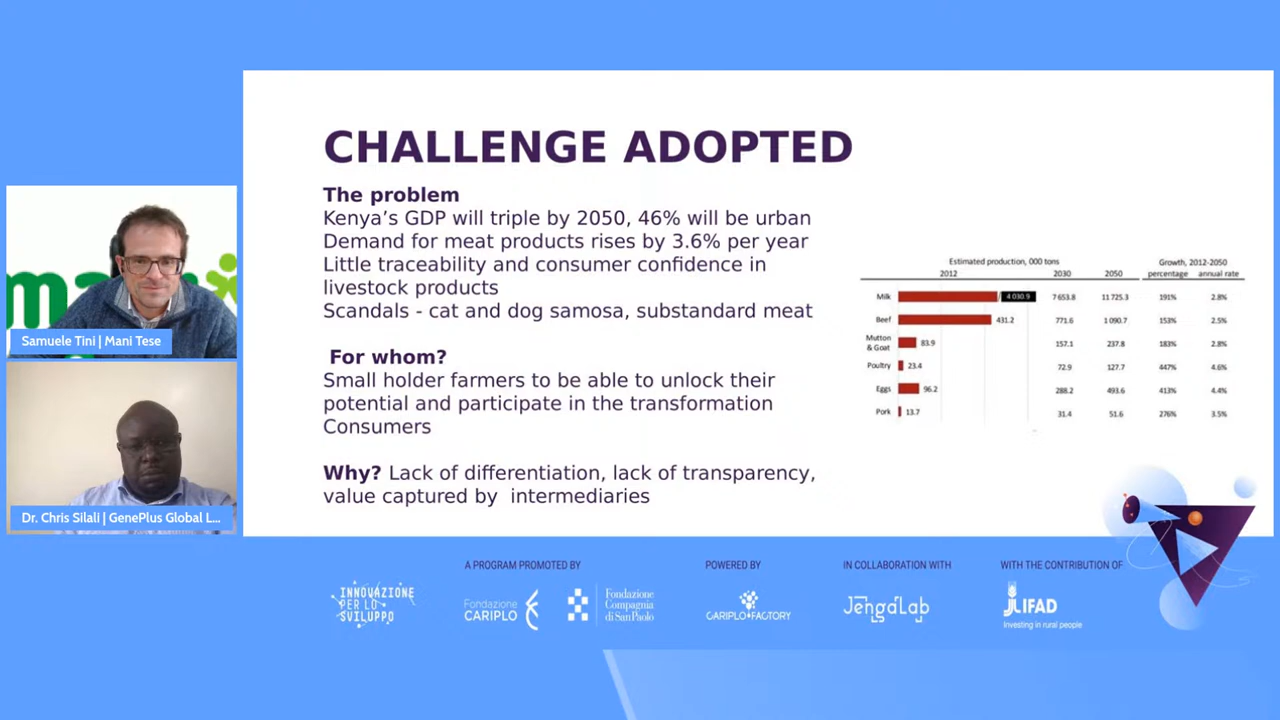 CHALLENGE ADOPTED
The problem
Kenya's GDP will triple by 2050, 46% will be urban
Demand for meat products rises by 3.6% per year
Little traceability and consumer confidence in
livestock products
Scandals - cat and dog samosa, substandard meat
For whom?
Small holder farmers to be able to unlock their
potential and participate in the transformation
Consumers
Why? Lack of differentiation, lack of transparency,
value captured by intermediaries
Estimated production, 000 tons
Growth, 2012-2050
2012 2030 2050 percentage annual rate
Milk 4 030.9 7 653.8 11 725.3 191% 2.8%
Beef 431.2 771.6 1 090.7 153% 2.5%
Mutton
& Goat 83.9 157.1 237.8 183% 2.8%
Poultry 23.4 72.9 127.7 447% 4.6%
Eggs 96.2 288.2 493.6 413% 4.4%
Pork 13.7 31.4 51.6 276% 3.5%
Samuele Tini | Mani Tese
Dr. Chris Silali | GenePlus Global L...
INNOVAZIONE
PER LO
SVILUPPO
A PROGRAM PROMOTED BY
Fondazione
CARIPLO
Fondazione
Compagnia
di SanPaolo
POWERED BY
CARIPLO FACTORY
IN COLLABORATION WITH
JengaLab
WITH THE CONTRIBUTION OF
JLIFAD
Investing in rural people